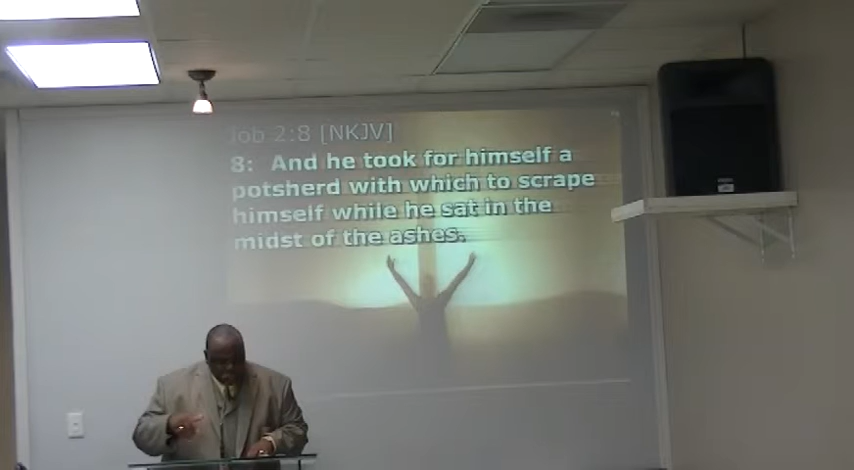 Job 2:8 [NKJV]
8: And he took for himself a
potsherd with which to scrape
himself while he sat in the
midst of the ashes.